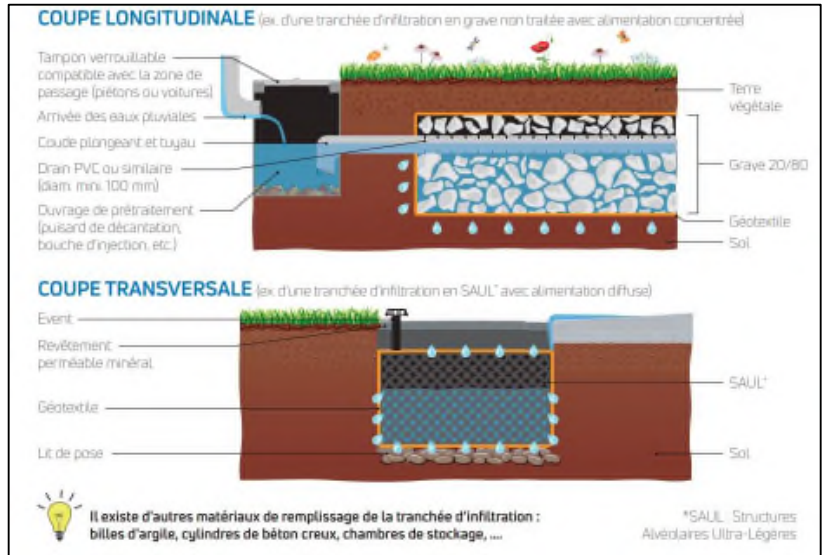 COUPE LONGITUDINALE (ex. d'une tranchée d'infiltration en grave non traitée avec alimentation concentrée)
Tampon verrouillable
compatible avec la zone de
passage (piétons ou voitures)
Arrivée des eaux pluviales
Coude plongeant et tuyau
Drain PVC ou similaire
(diam. mini 100 mm)
Ouvrage de prétraitement
(puisard de décantation,
bouche d'injection, etc.)
Terre
végétale
Grave 20/80
Géotextile
Sol
COUPE TRANSVERSALE (ex. d'une tranchée d'infiltration en SAUL* avec alimentation diffuse)
Event
Revêtement
perméable minéral
Géotextile
Lit de pose
SAUL*
Sol
Il existe d'autres matériaux de remplissage de la tranchée d'infiltration :
billes d'argile, cylindres de béton creux, chambres de stockage, ....
*SAUL : Structures
Alvéolaires Ultra-Légères